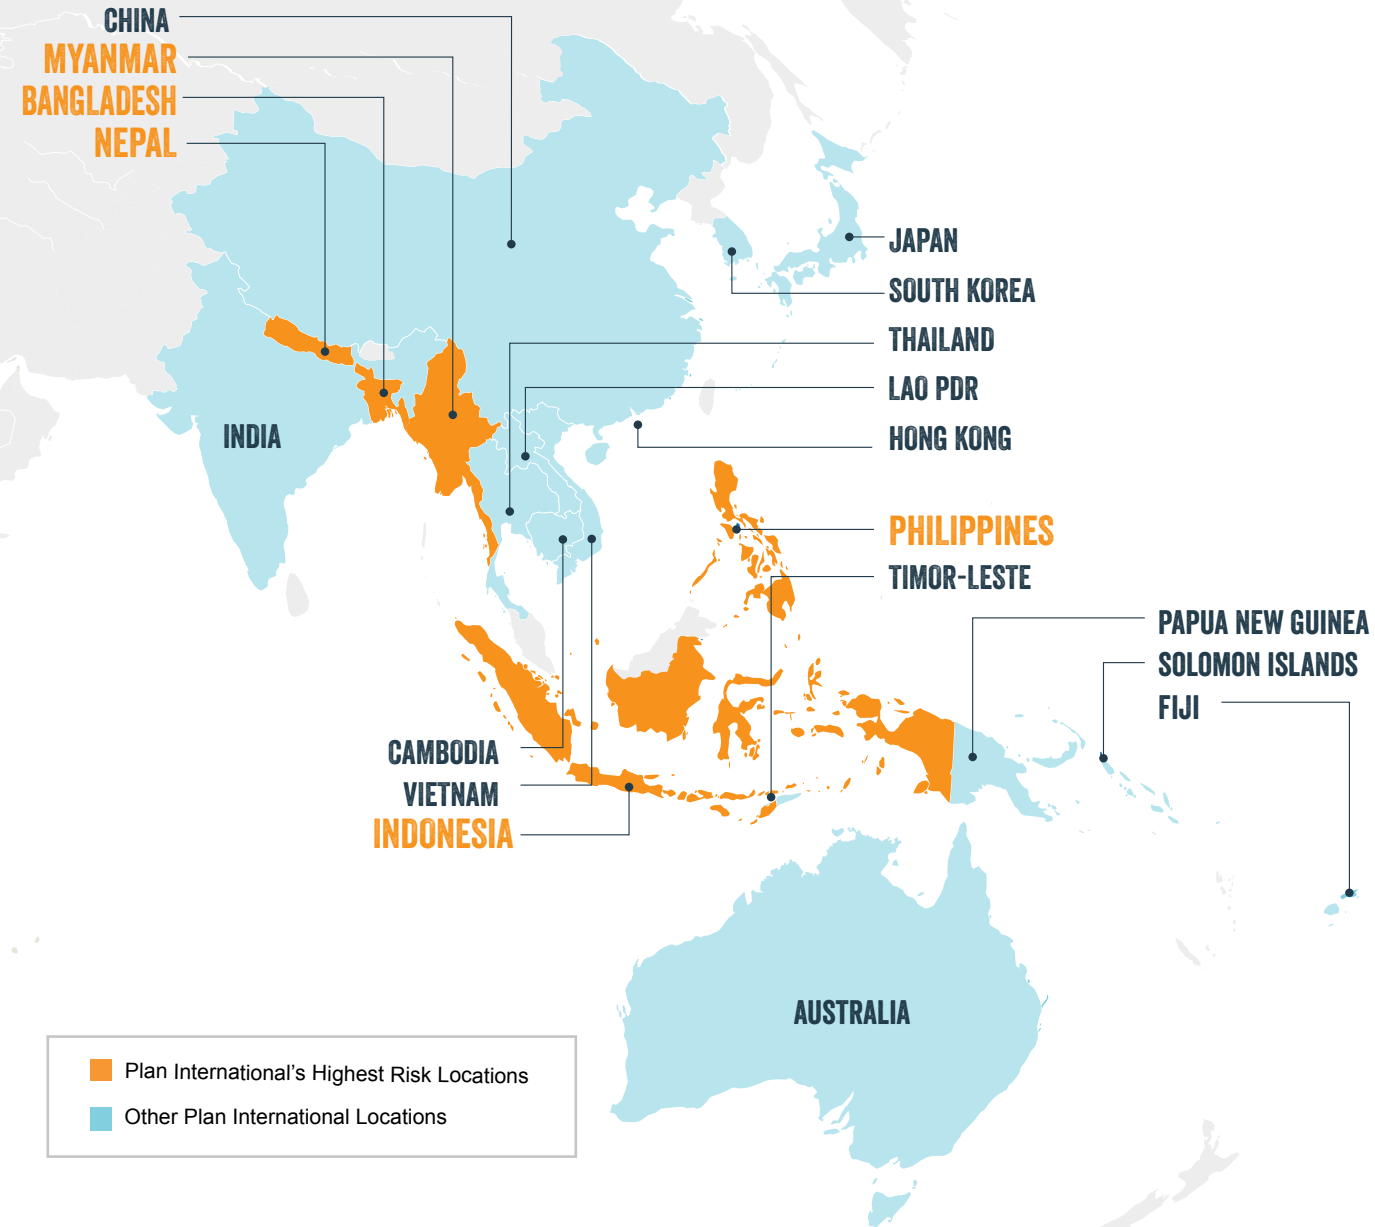 CHINA
MYANMAR
BANGLADESH
NEPAL
JAPAN
SOUTH KOREA
THAILAND
LAO PDR
HONG KONG
INDIA
PHILIPPINES
TIMOR-LESTE
PAPUA NEW GUINEA
SOLOMON ISLANDS
FIJI
CAMBODIA
VIETNAM
INDONESIA
AUSTRALIA
Plan International's Highest Risk Locations
Other Plan International Locations